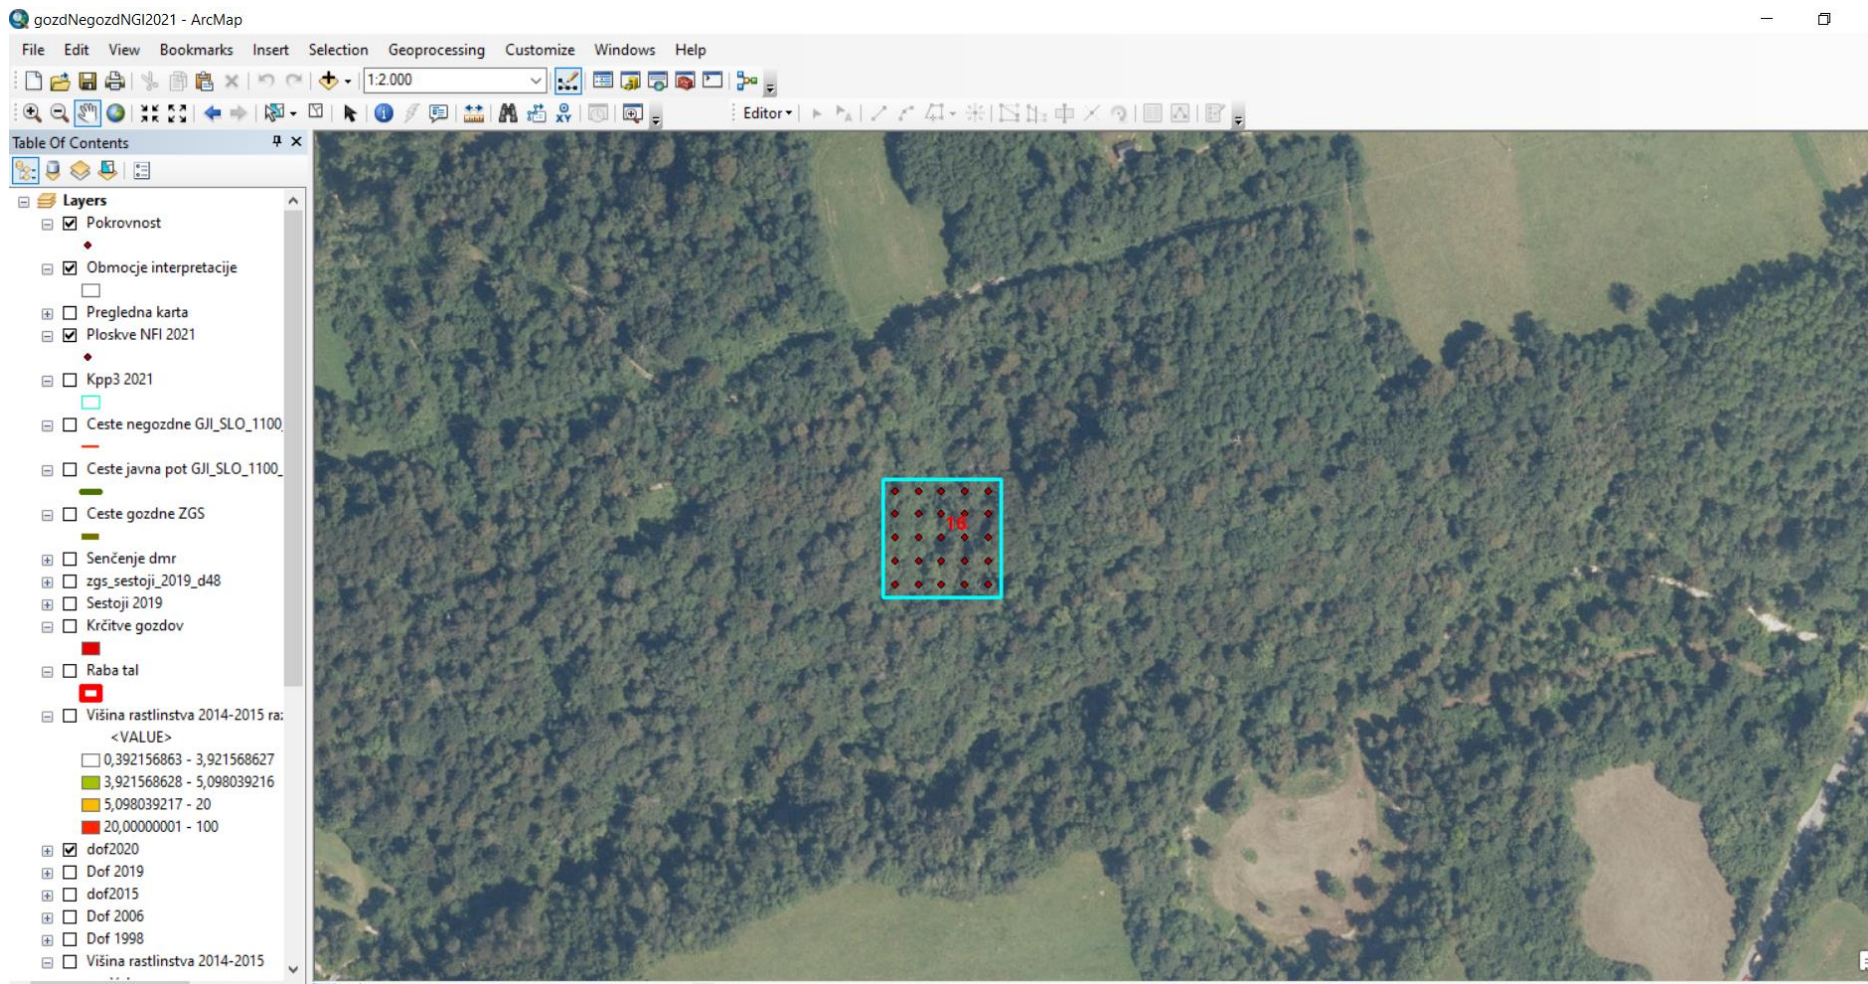 gozdNegozdNGI2021 - ArcMap
File Edit View Bookmarks Insert Selection Geoprocessing Customize Windows Help
1:2.000
Editor
Table Of Contents
Layers
Pokrovnost
Obmocje interpretacije
Pregledna karta
Ploskve NFI 2021
Kpp3 2021
Ceste negozdne GJI_SLO_1100_
Ceste javna pot GJI_SLO_1100_
Ceste gozdne ZGS
Senčenje dmr
zgs_sestoji_2019_d48
Sestoji 2019
Krčitve gozdov
Raba tal
Višina rastlinstva 2014-2015 raz
<VALUE>
0,392156863 - 3,921568627
3,921568628 - 5,098039216
5,098039217 - 20
20,00000001 - 100
dof2020
Dof 2019
dof2015
Dof 2006
Dof 1998
Višina rastlinstva 2014-2015
16